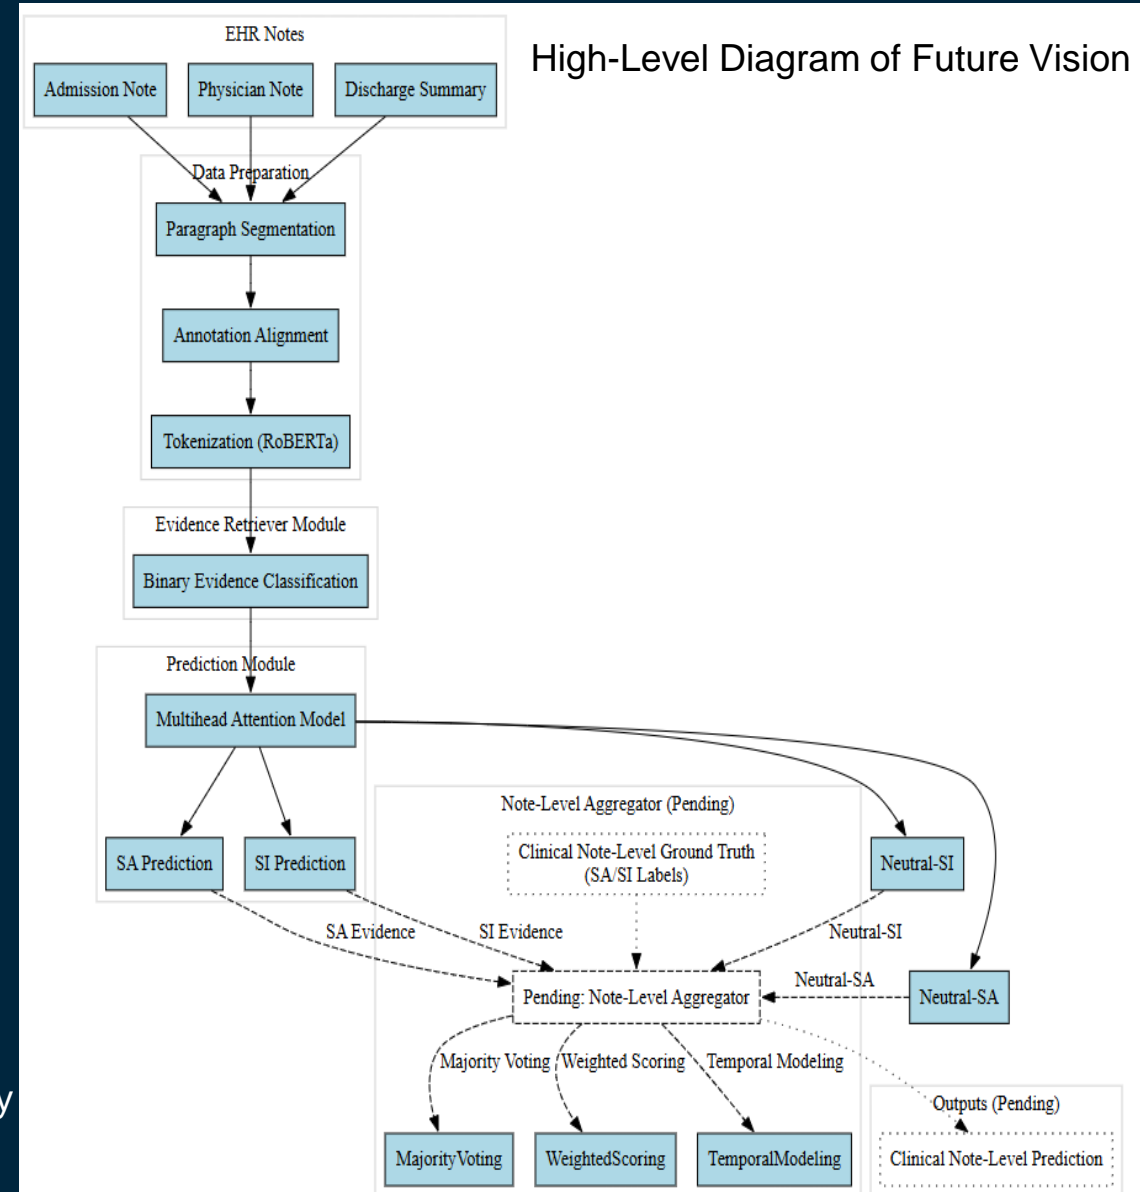 High-Level Diagram of Future Vision
EHR Notes
Admission Note
Physician Note
Discharge Summary
Data Preparation
Paragraph Segmentation
Annotation Alignment
Tokenization (RoBERTa)
Evidence Retriever Module
Binary Evidence Classification
Prediction Module
Multihead Attention Model
SA Prediction
SI Prediction
Note-Level Aggregator (Pending)
Clinical Note-Level Ground Truth
(SA/SI Labels)
Neutral-SI
SA Evidence
SI Evidence
Neutral-SI
Neutral-SA
Neutral-SA
Pending: Note-Level Aggregator
Majority Voting
Weighted Scoring
Temporal Modeling
MajorityVoting
WeightedScoring
TemporalModeling
Outputs (Pending)
Clinical Note-Level Prediction
y